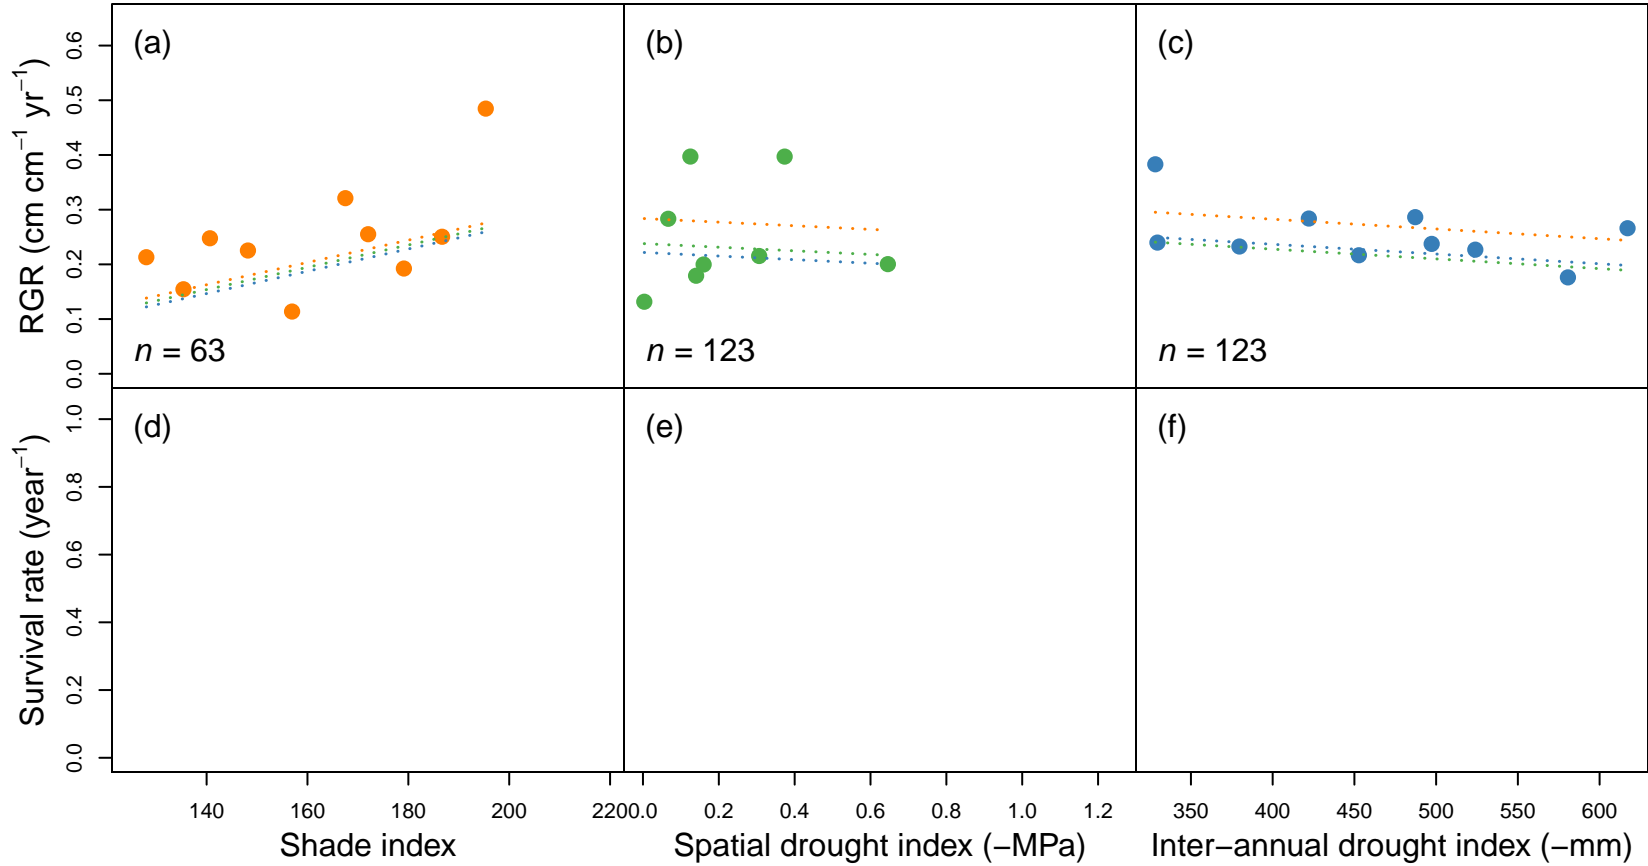 (a) (b) (c)
RGR (cm cm⁻¹ yr⁻¹)
0.6
0.5
0.4
0.3
0.2
0.1
0.0
n = 63 n = 123 n = 123
(d) (e) (f)
Survival rate (year⁻¹)
1.0
0.8
0.6
0.4
0.2
0.0
140 160 180 200 220 0.0 0.2 0.4 0.6 0.8 1.0 1.2 350 400 450 500 550 600
Shade index Spatial drought index (−MPa) Inter−annual drought index (−mm)